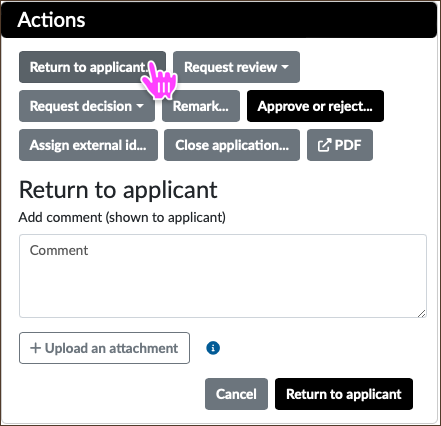 Actions
Return to applicant...
Request review
Request decision
Remark...
Approve or reject...
Assign external id...
Close application...
PDF
Return to applicant
Add comment (shown to applicant)
Comment
+ Upload an attachment
Cancel
Return to applicant